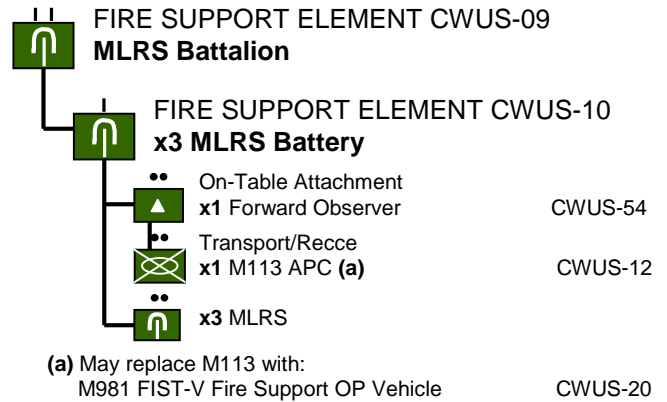 FIRE SUPPORT ELEMENT CWUS-09
MLRS Battalion
FIRE SUPPORT ELEMENT CWUS-10
x3 MLRS Battery
On-Table Attachment
x1 Forward Observer CWUS-54
Transport/Recce
x1 M113 APC (a) CWUS-12
x3 MLRS
(a) May replace M113 with:
M981 FIST-V Fire Support OP Vehicle CWUS-20